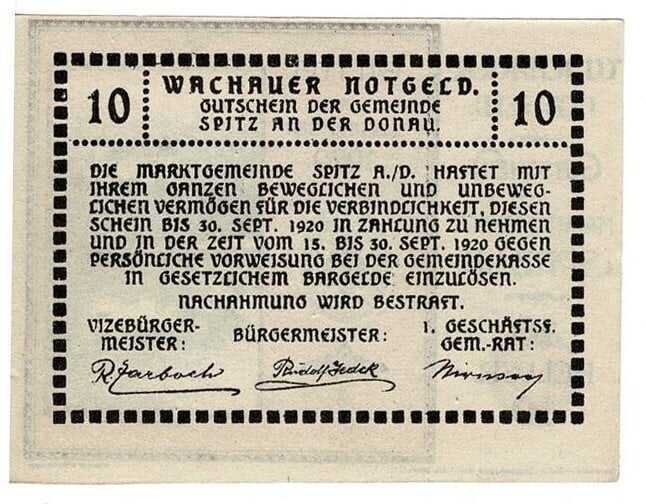 WACHAUER NOTGELD.
10 GUTSCHEIN DER GEMEINDE 10
SPITZ AN DER DONAU.
DIE MARKTGEMEINDE SPITZ A./D. HAFTET MIT
IHREM GANZEN BEWEGLICHEN UND UNBEWEG-
LICHEN VERMÖGEN FÜR DIE VERBINDLICHKEIT, DIESEN
SCHEIN BIS 30. SEPT. 1920 IN ZAHLUNG ZU NEHMEN
UND IN DER ZEIT VOM 15. BIS 30. SEPT. 1920 GEGEN
PERSÖNLICHE VORWEISUNG BEI DER GEMEINDEKASSE
IN GESETZLICHEM BARGELDE EINZULÖSEN.
NACHAHMUNG WIRD BESTRAFT.
VIZEBÜRGER-
MEISTER:
BÜRGERMEISTER:
1. GESCHÄFTSF.
GEM.-RAT: